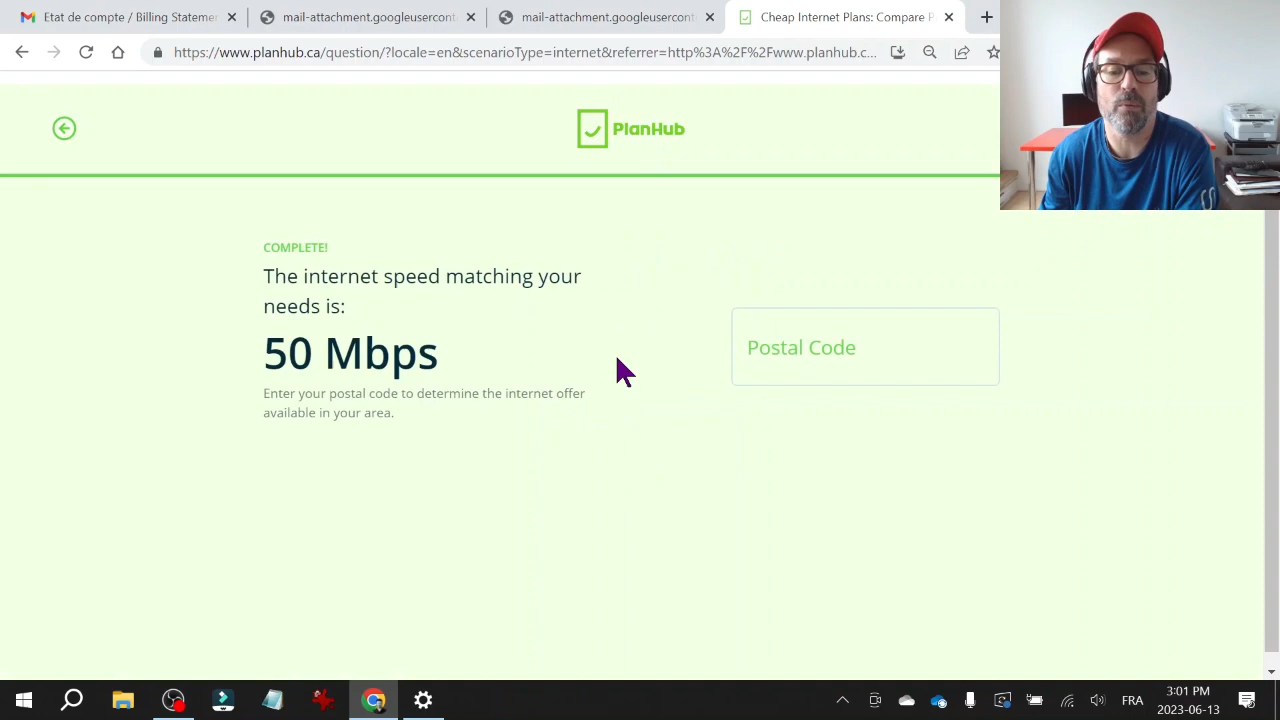 Etat de compte / Billing Stateme
mail-attachment.googleusercont
mail-attachment.googleusercont
Cheap Internet Plans: Compare P
https://www.planhub.ca/question/?locale=en&scenarioType=internet&referrer=http%3A%2F%2Fwww.planhub.c...
PlanHub
COMPLETE!
The internet speed matching your
needs is:
50 Mbps
Enter your postal code to determine the internet offer
available in your area.
Postal Code
FRA
3:01 PM
2023-06-13